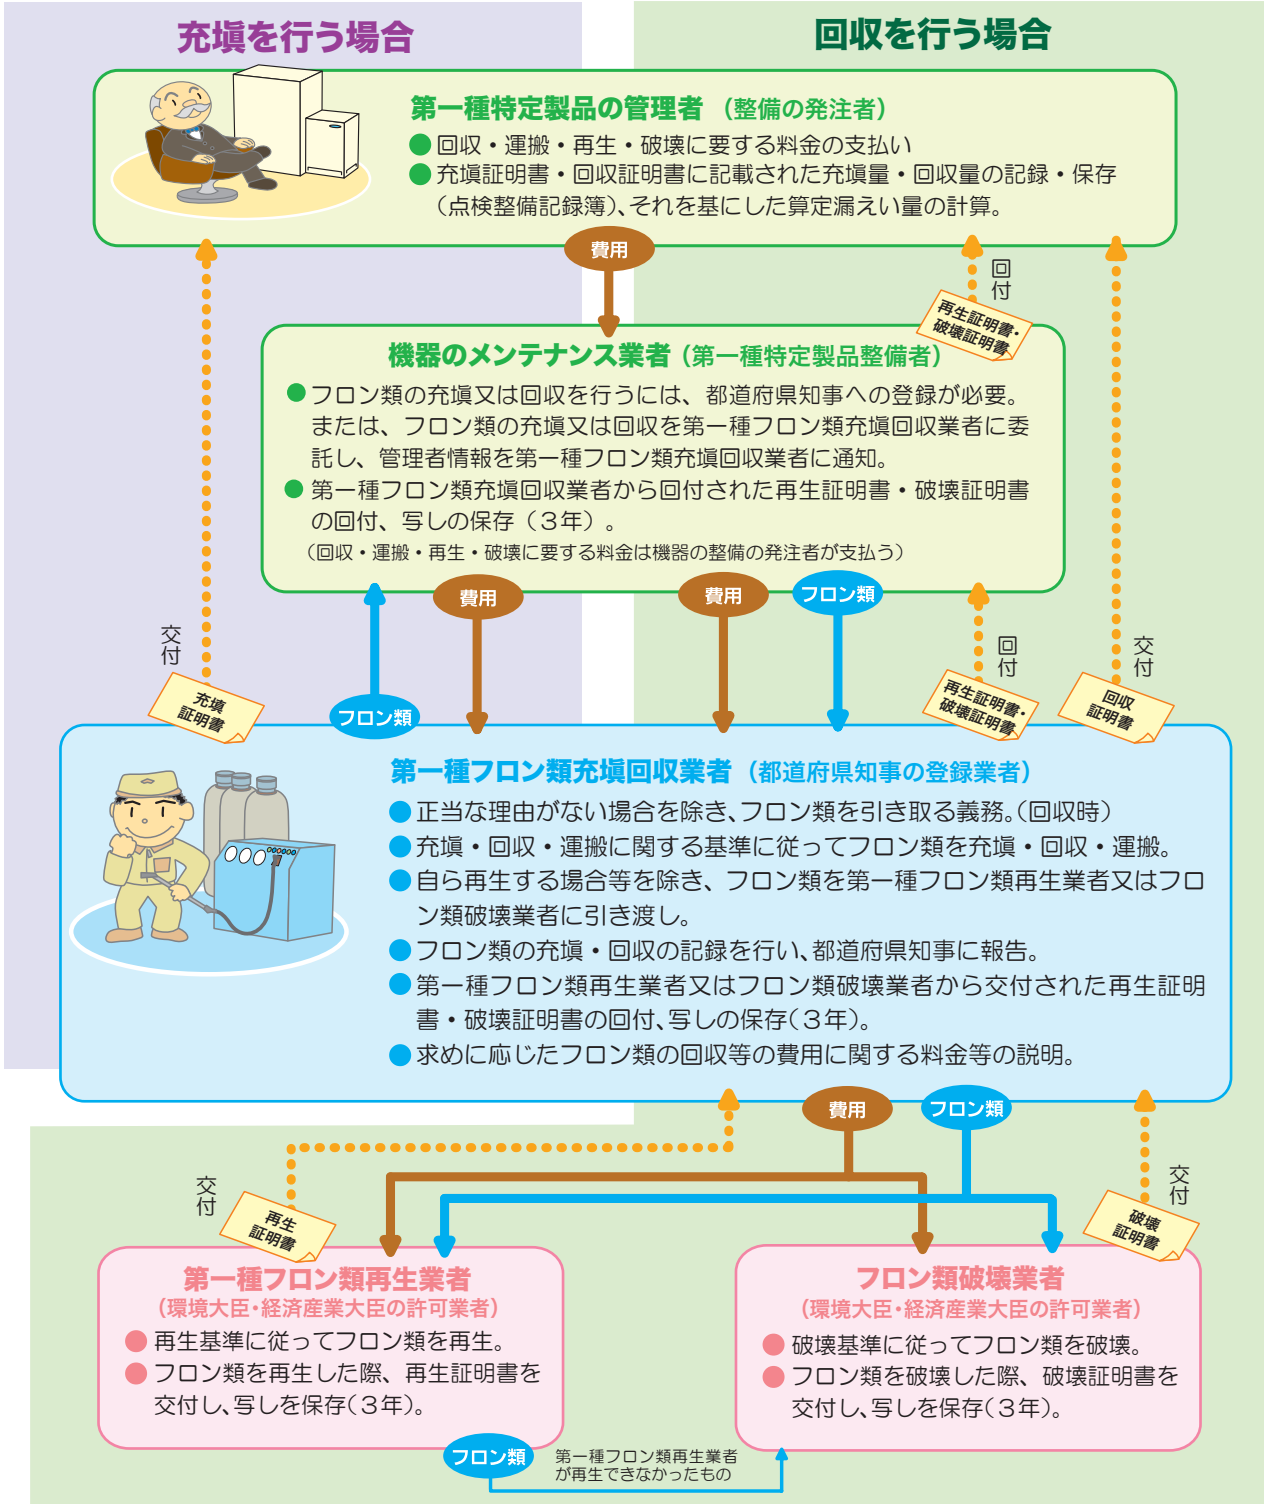 充塡を行う場合
回収を行う場合
第一種特定製品の管理者（整備の発注者）
●回収・運搬・再生・破壊に要する料金の支払い
●充塡証明書・回収証明書に記載された充塡量・回収量の記録・保存
（点検整備記録簿）、それを基にした算定漏えい量の計算。
費用
回付
再生証明書・
破壊証明書
機器のメンテナンス業者（第一種特定製品整備者）
●フロン類の充塡又は回収を行うには、都道府県知事への登録が必要。
または、フロン類の充塡又は回収を第一種フロン類充塡回収業者に委
託し、管理者情報を第一種フロン類充塡回収業者に通知。
●第一種フロン類充塡回収業者から回付された再生証明書・破壊証明書
の回付、写しの保存（３年）。
（回収・運搬・再生・破壊に要する料金は機器の整備の発注者が支払う）
費用
費用
フロン類
交付
回付
交付
充塡
証明書
フロン類
再生証明書・
破壊証明書
回収
証明書
第一種フロン類充塡回収業者（都道府県知事の登録業者）
●正当な理由がない場合を除き、フロン類を引き取る義務。（回収時）
●充塡・回収・運搬に関する基準に従ってフロン類を充塡・回収・運搬。
●自ら再生する場合等を除き、フロン類を第一種フロン類再生業者又はフロ
ン類破壊業者に引き渡し。
●フロン類の充塡・回収の記録を行い、都道府県知事に報告。
●第一種フロン類再生業者又はフロン類破壊業者から交付された再生証明
書・破壊証明書の回付、写しの保存（３年）。
●求めに応じたフロン類の回収等の費用に関する料金等の説明。
費用
フロン類
交付
交付
再生
証明書
破壊
証明書
第一種フロン類再生業者
（環境大臣・経済産業大臣の許可業者）
●再生基準に従ってフロン類を再生。
●フロン類を再生した際、再生証明書を
交付し、写しを保存（３年）。
フロン類破壊業者
（環境大臣・経済産業大臣の許可業者）
●破壊基準に従ってフロン類を破壊。
●フロン類を破壊した際、破壊証明書を
交付し、写しを保存（３年）。
フロン類
第一種フロン類再生業者
が再生できなかったもの